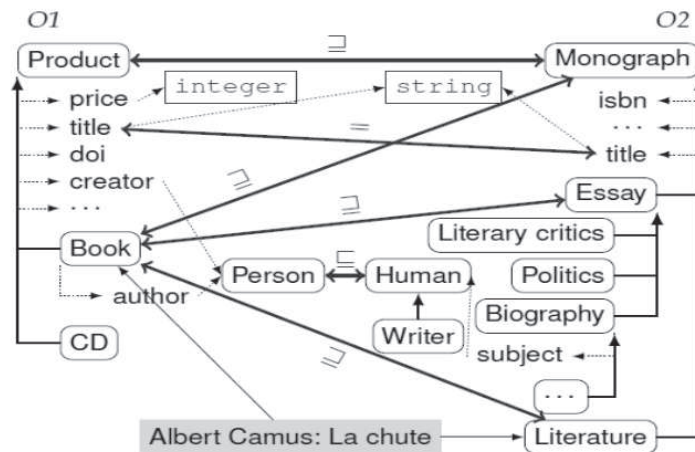 O1 O2
⊒
Product Monograph
price integer string isbn
title = ...
doi title
creator ⊒
... ⊒ Essay
Book Literary critics
Person ⊑ Human Politics
author
Writer Biography
CD subject
⊒
...
Albert Camus: La chute Literature